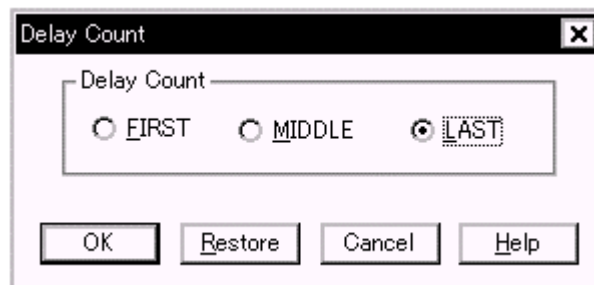 Delay Count
Delay Count
FIRST MIDDLE LAST
OK Restore Cancel Help